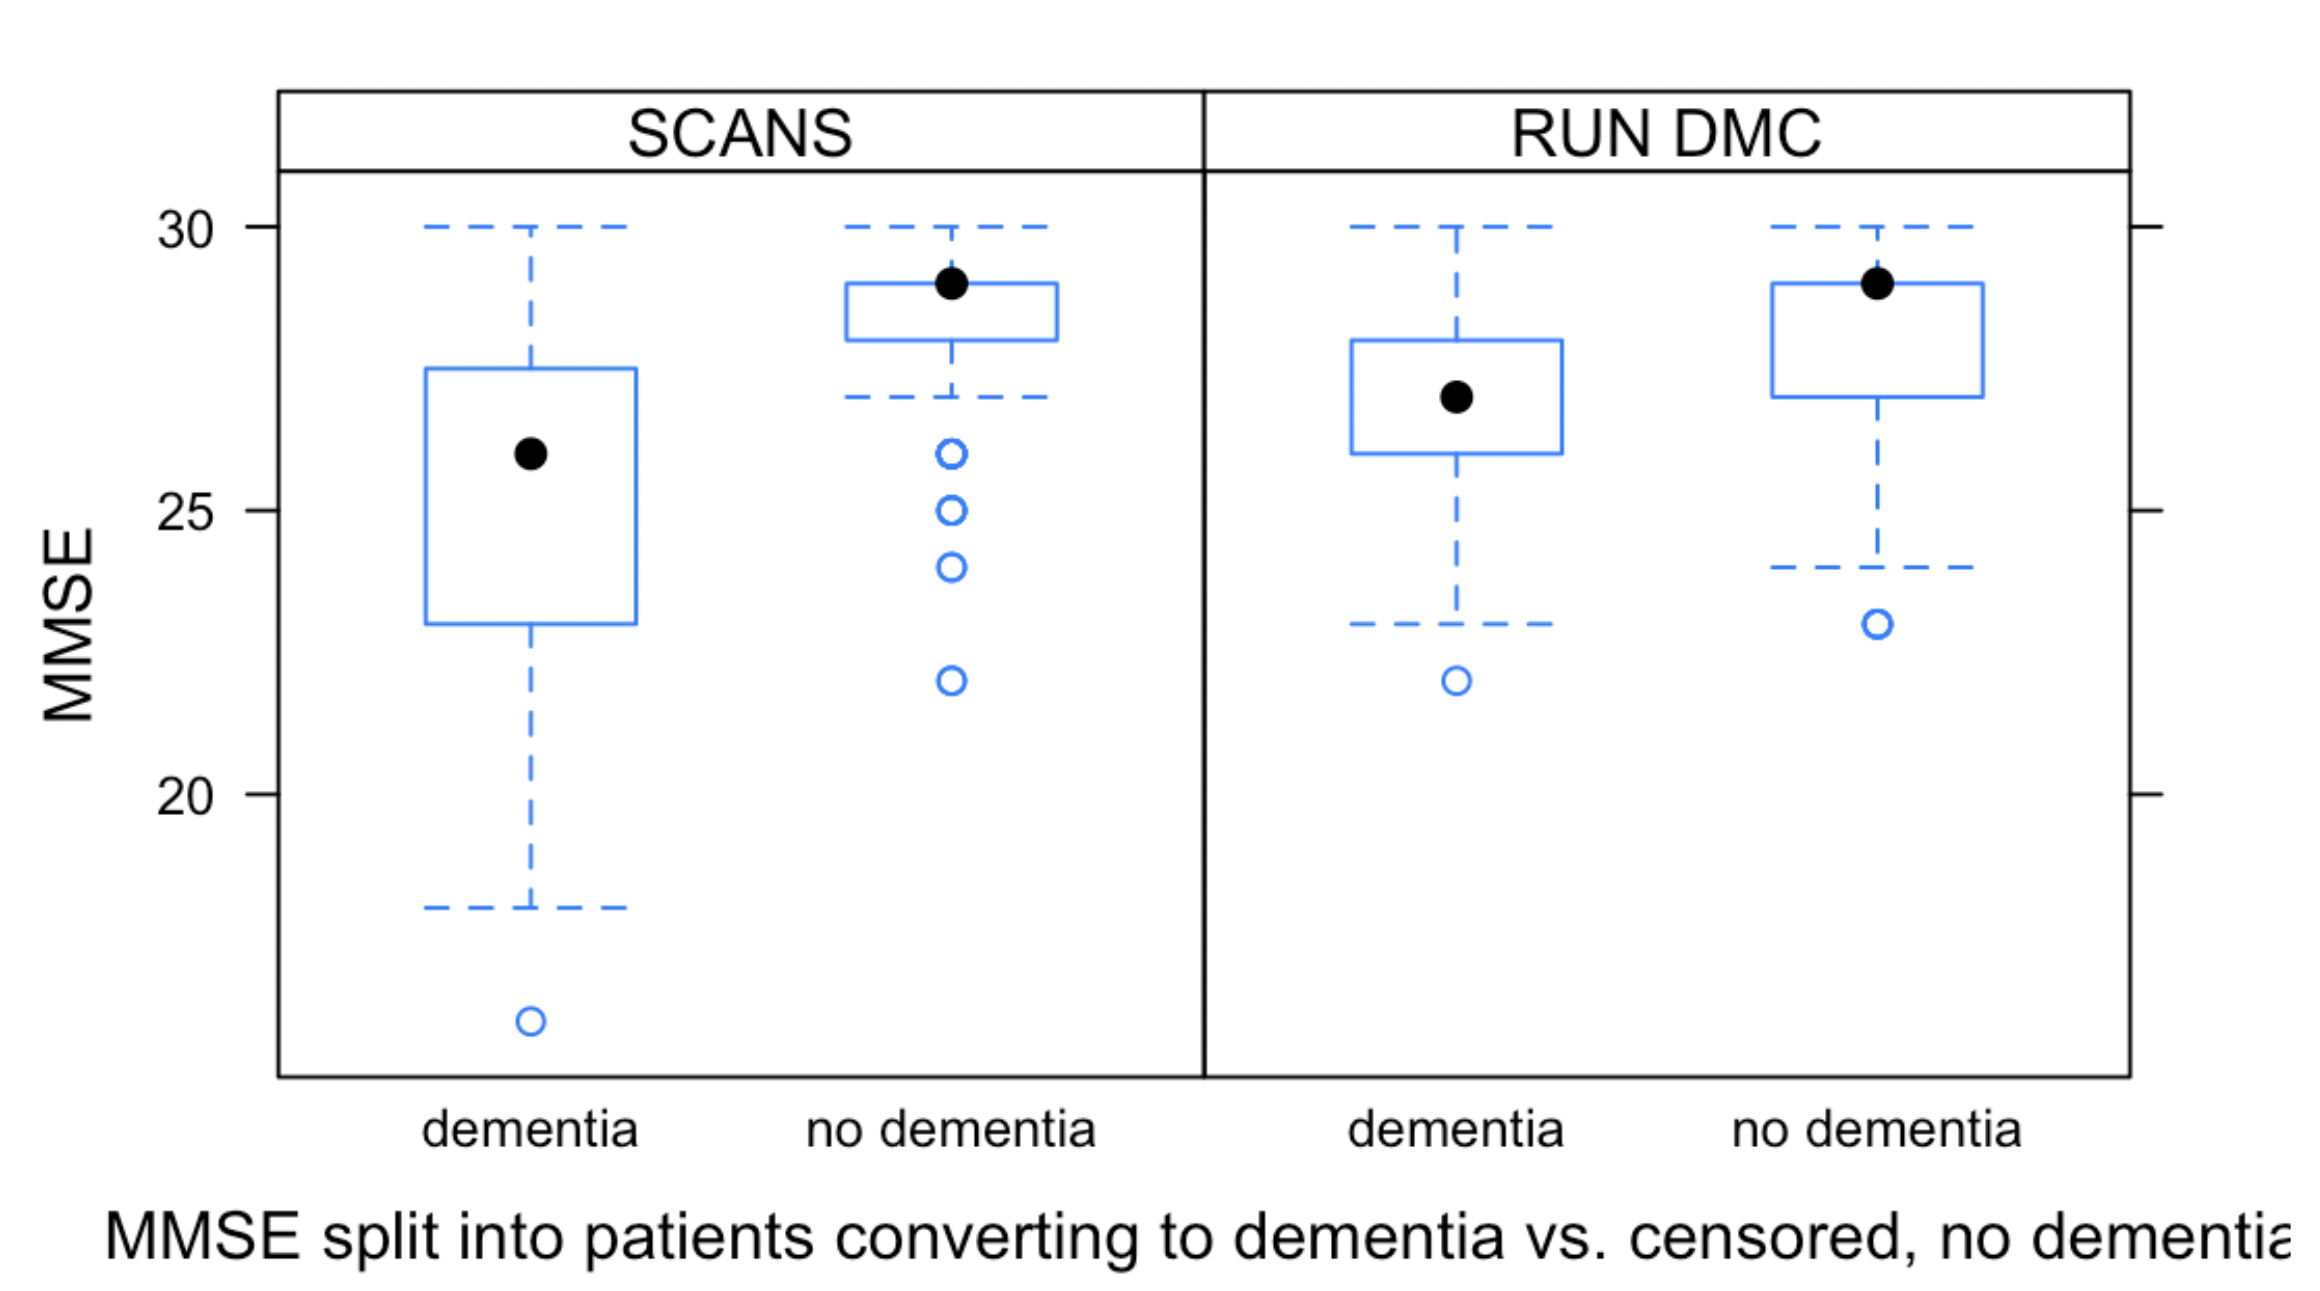 SCANS RUN DMC
30
25
20
MMSE
dementia no dementia dementia no dementia
MMSE split into patients converting to dementia vs. censored, no dementia